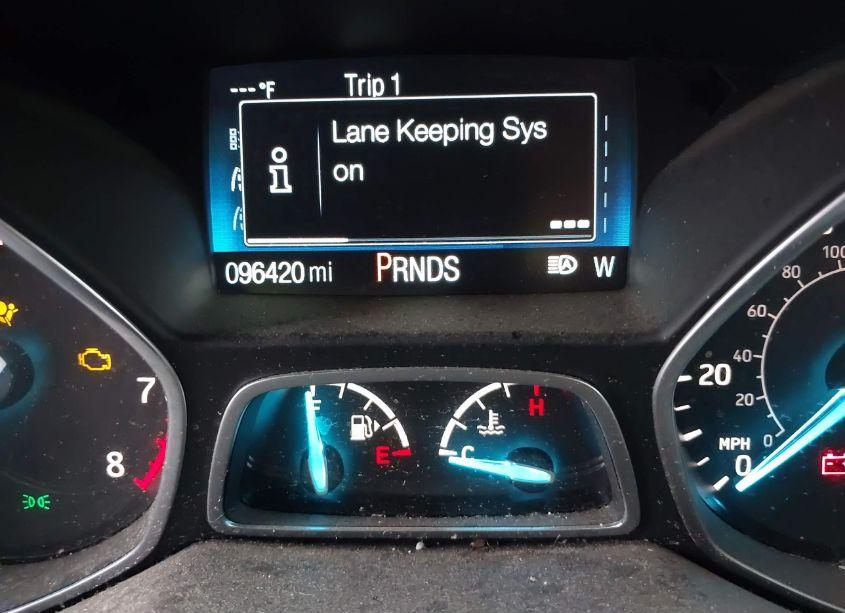 ---°F Trip 1
Lane Keeping Sys
on
096420 mi PRNDS W
7
8
F
E
H
C
100
80
60
40
20
0
20
MPH
0